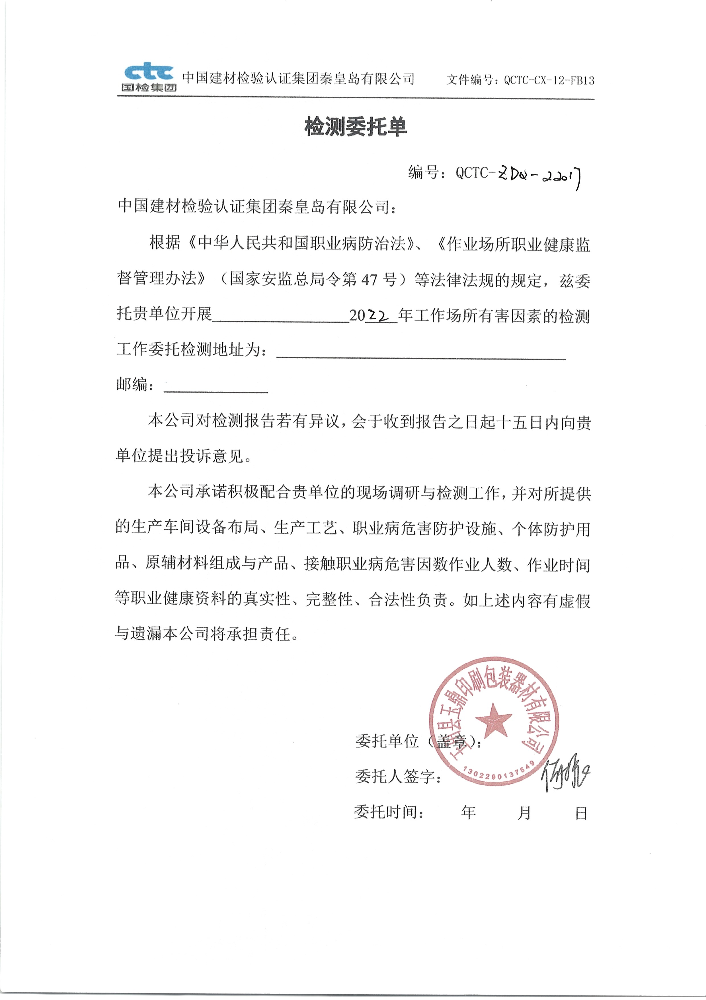 ctc
国检集团
中国建材检验认证集团秦皇岛有限公司 文件编号：QCTC-CX-12-FB13
检测委托单
编号：QCTC-ZDQ-22017
中国建材检验认证集团秦皇岛有限公司：
根据《中华人民共和国职业病防治法》、《作业场所职业健康监
督管理办法》（国家安监总局令第 47 号）等法律法规的规定，兹委
托贵单位开展 2022 年工作场所有害因素的检测
工作委托检测地址为：
邮编：
本公司对检测报告若有异议，会于收到报告之日起十五日内向贵
单位提出投诉意见。
本公司承诺积极配合贵单位的现场调研与检测工作，并对所提供
的生产车间设备布局、生产工艺、职业病危害防护设施、个体防护用
品、原辅材料组成与产品、接触职业病危害因数作业人数、作业时间
等职业健康资料的真实性、完整性、合法性负责。如上述内容有虚假
与遗漏本公司将承担责任。
玉田县玉鼎印刷包装器材有限公司
委托单位（盖章）：
1302290137549
委托人签字：
委托时间： 年 月 日